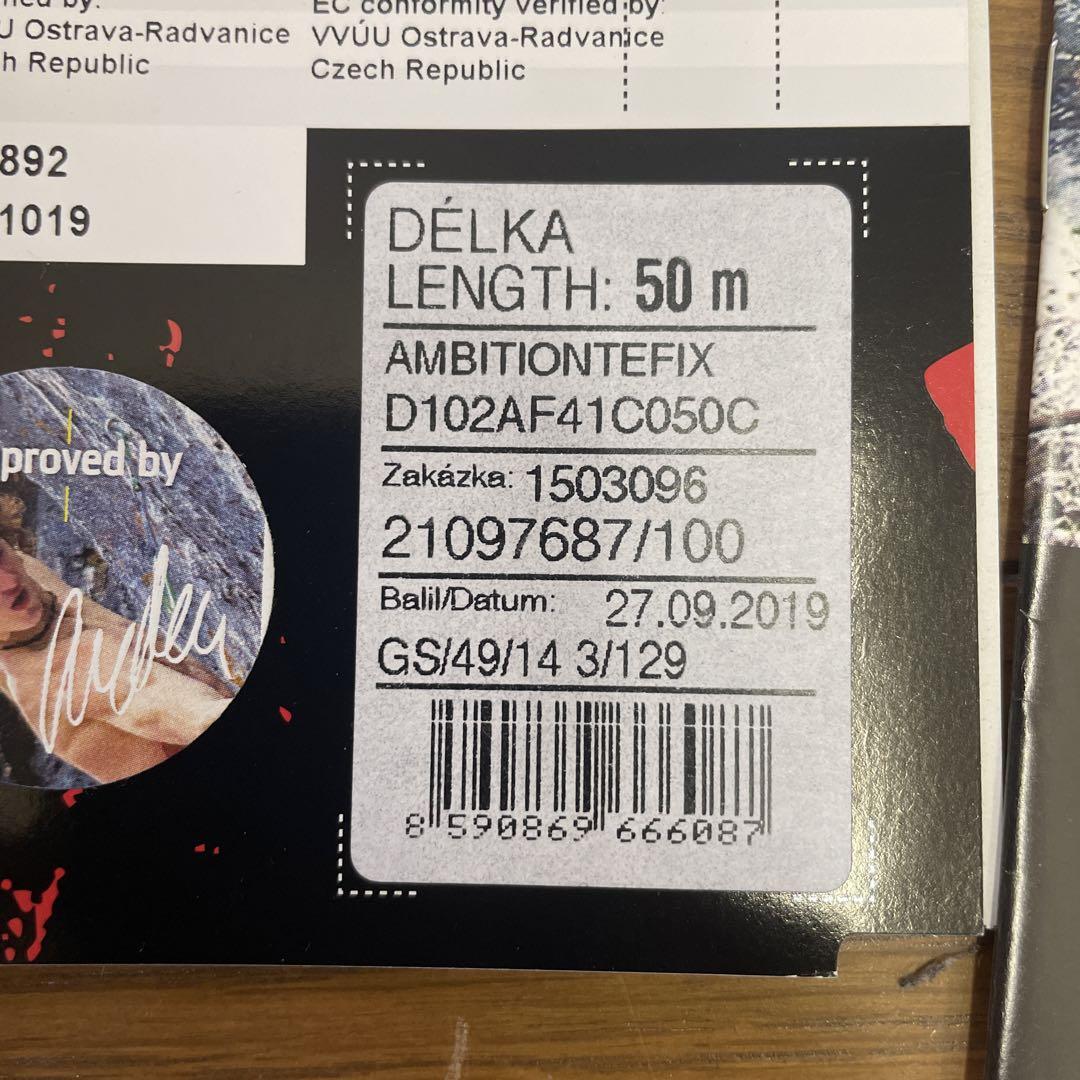 EC conformity verified by:
Ostrava-Radvanice
VVÚU Ostrava-Radvanice
Republic
Czech Republic
892
1019
DÉLKA
LENGTH: 50 m
AMBITIONTEFIX
D102AF41C050C
Zakázka: 1503096
21097687/100
Balil/Datum: 27.09.2019
GS/49/14 3/129
8 590869 666087
proved by